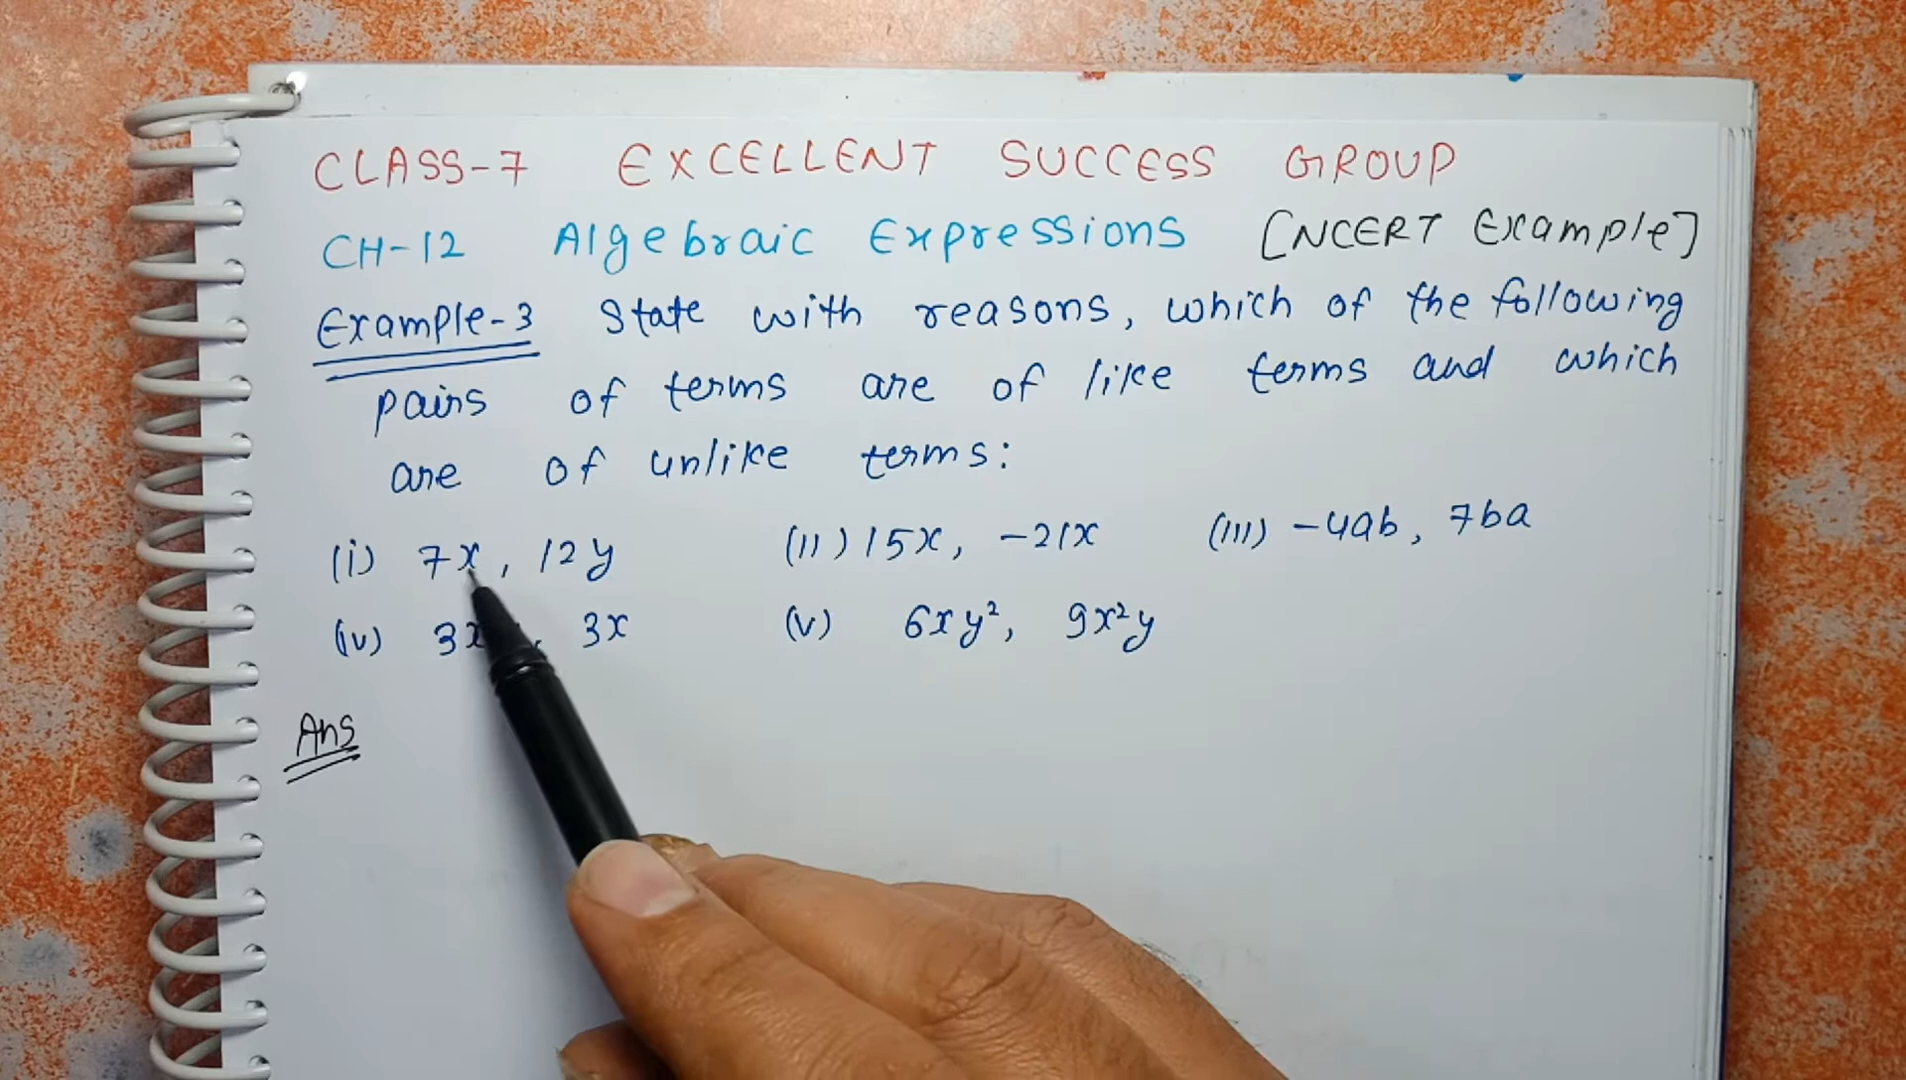 CLASS-7 EXCELLENT SUCCESS GROUP
CH-12 Algebraic Expressions [NCERT Example]
Example-3 State with reasons, which of the following
pairs of terms are of like terms and which
are of unlike terms:
(i) 7x, 12y (ii) 15x, -21x (iii) -4ab, 7ba
(iv) 3x , 3x (v) 6xy², 9x²y
Ans